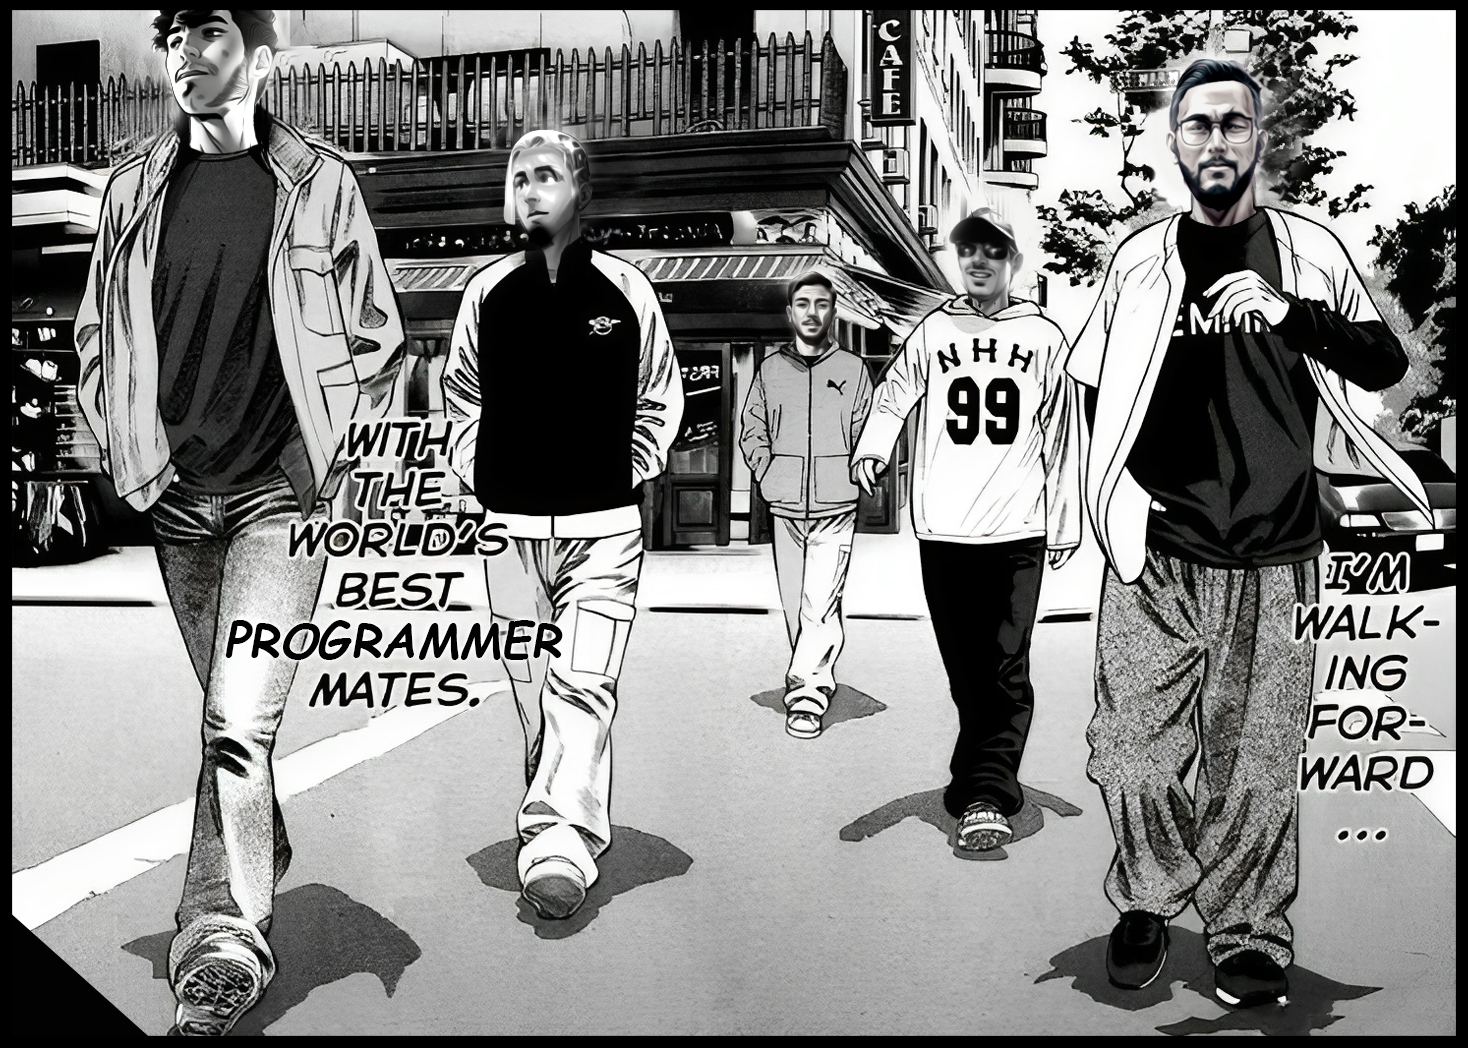 I'M
WALK-
ING
FOR-
WARD
...
WITH
THE
WORLD'S
BEST
PROGRAMMER
MATES.
CAFE
NHH
99